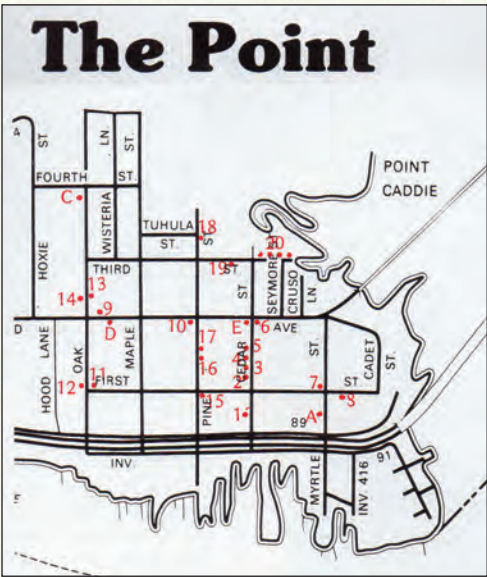 The Point
A
ST.
LN.
ST.
POINT
CADDIE
FOURTH ST.
C
WISTERIA
TUHULA
ST.
18
ST
HOXIE
THIRD
19
ST
20
SEYMORE
CRUSO
LN
14
13
9
D
D
10
E
6
AVE
ST
HOOD LANE
OAK
MAPLE
17
16
CEDAR
5
4
3
2
ST.
CADET
ST.
12
11
FIRST
7
ST
8
PINE
15
1
89
A
INV.
MYRTLE
INV. 416
91